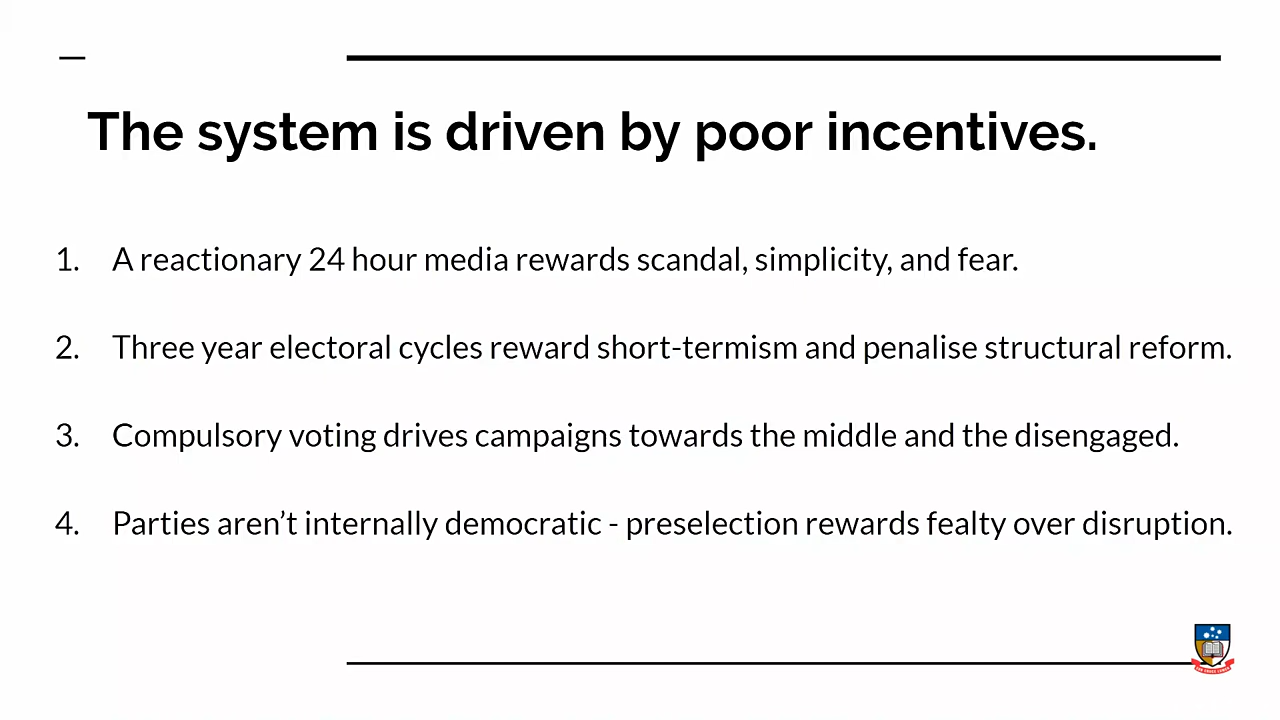 The system is driven by poor incentives.
1. A reactionary 24 hour media rewards scandal, simplicity, and fear.
2. Three year electoral cycles reward short-termism and penalise structural reform.
3. Compulsory voting drives campaigns towards the middle and the disengaged.
4. Parties aren’t internally democratic - preselection rewards fealty over disruption.